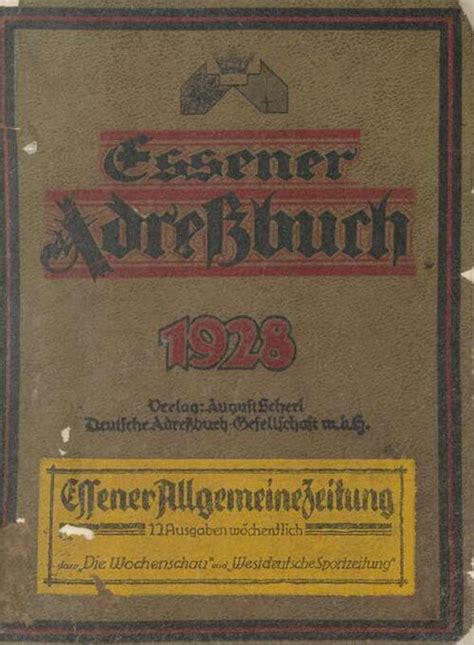 Essener
Adreßbuch
1928
Verlag: August Scherl
Deutsche Adreßbuch-Gesellschaft m.b.H.
Essener Allgemeine Zeitung
12 Ausgaben wöchentlich
dazu „Die Wochenschau" und „Westdeutsche Sportzeitung"